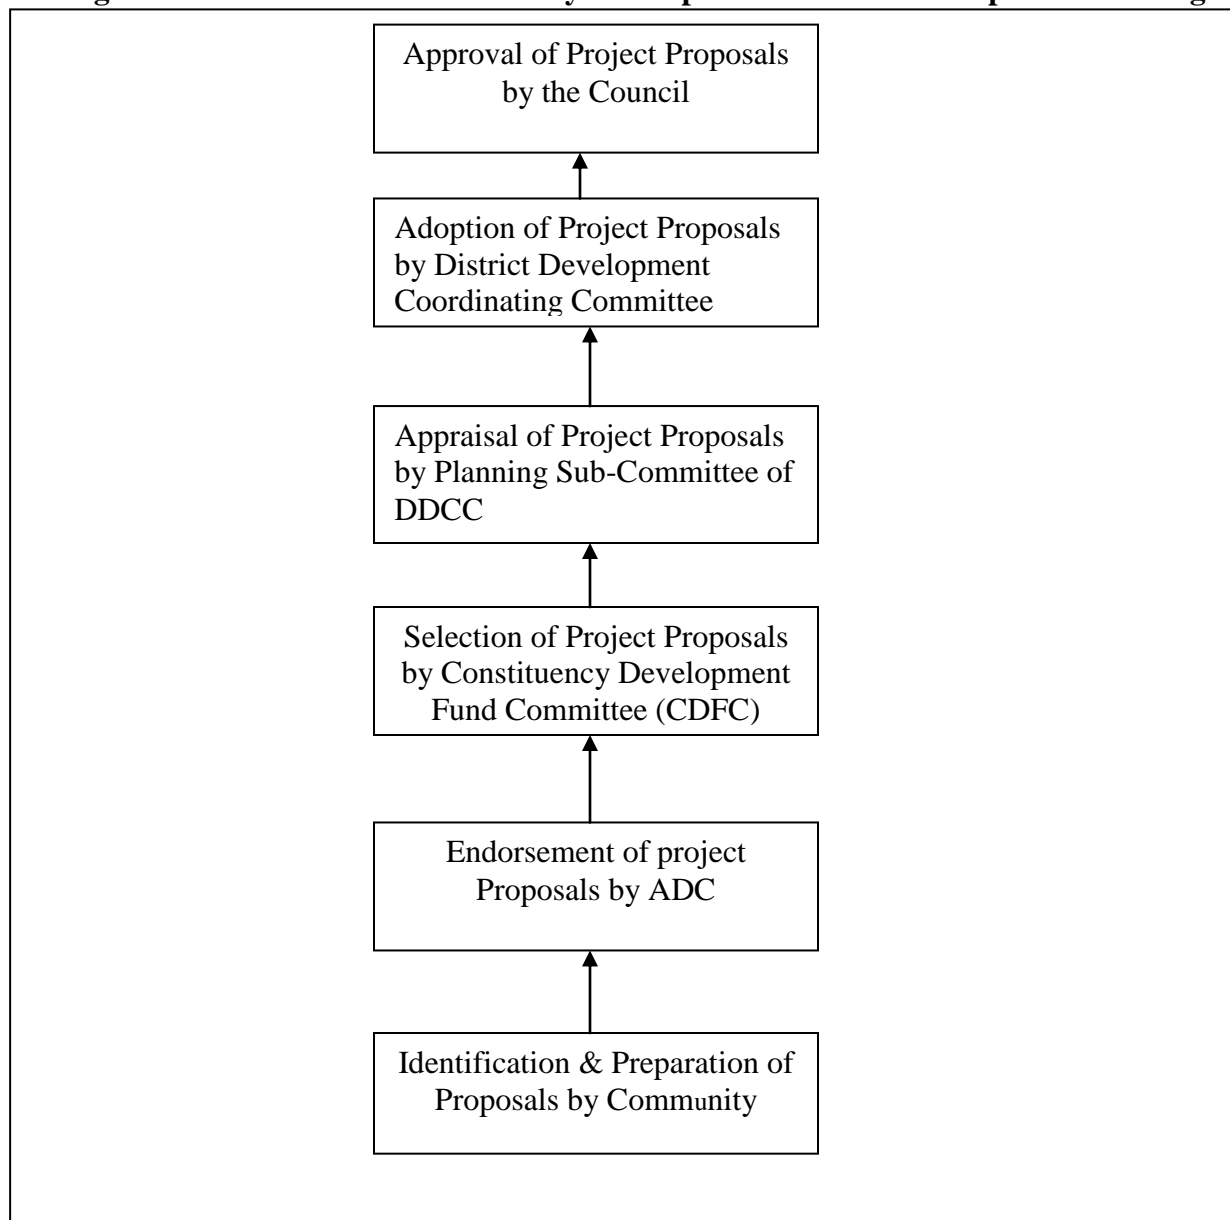 Approval of Project Proposals
by the Council
Adoption of Project Proposals
by District Development
Coordinating Committee
Appraisal of Project Proposals
by Planning Sub-Committee of
DDCC
Selection of Project Proposals
by Constituency Development
Fund Committee (CDFC)
Endorsement of project
Proposals by ADC
Identification & Preparation of
Proposals by Community